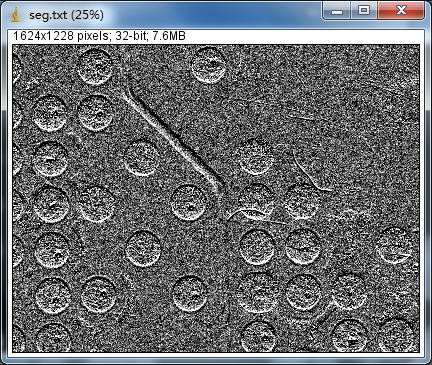 seg.txt (25%)
1624x1228 pixels; 32-bit; 7.6MB